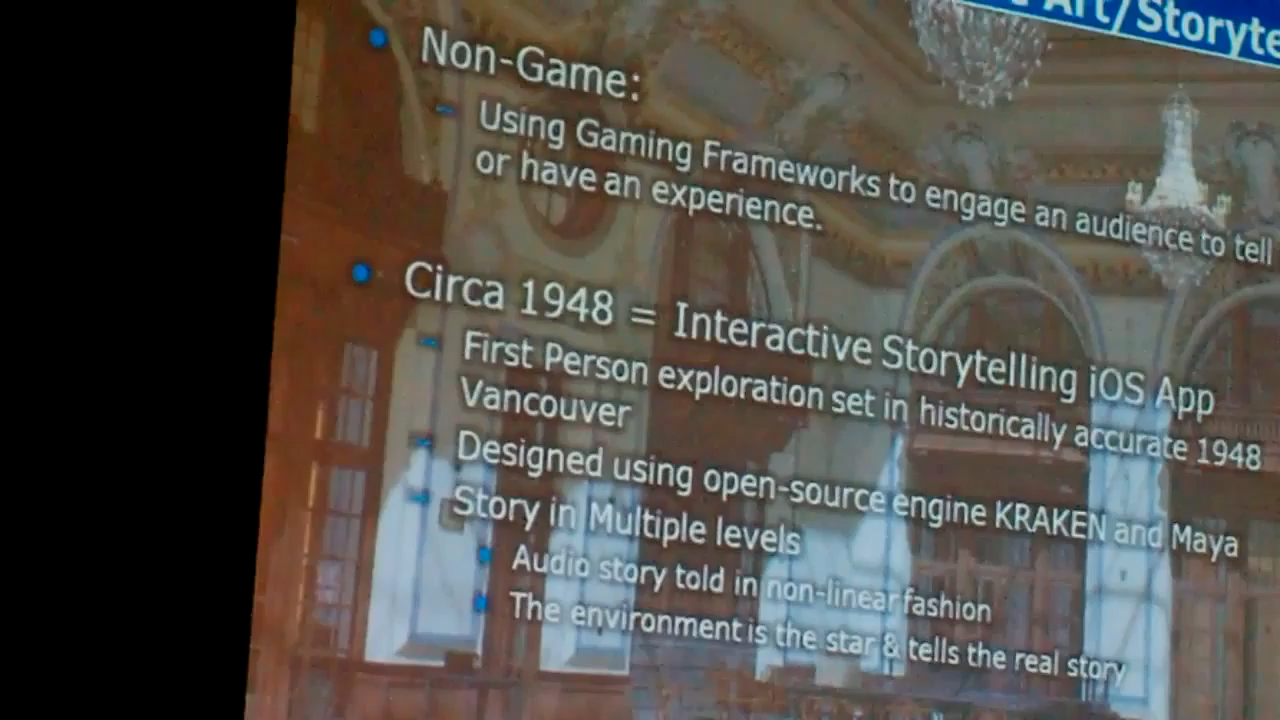 Art/Storyte
Non-Game:
Using Gaming Frameworks to engage an audience to tell
or have an experience.
Circa 1948 = Interactive Storytelling iOS App
First Person exploration set in historically accurate 1948
Vancouver
Designed using open-source engine KRAKEN and Maya
Story in Multiple levels
Audio story told in non-linear fashion
The environment is the star & tells the real story